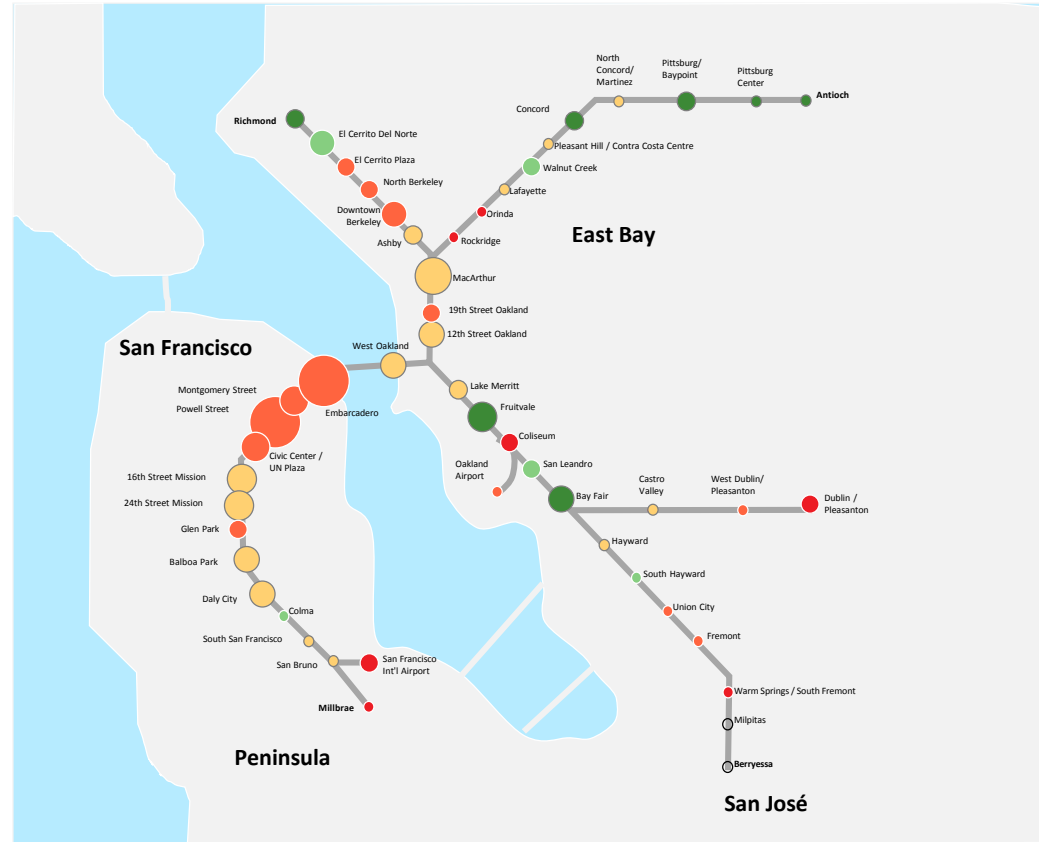 North
Concord/
Martinez
Pittsburg/
Baypoint
Pittsburg
Center
Antioch
Concord
Richmond
El Cerrito Del Norte
Pleasant Hill / Contra Costa Centre
El Cerrito Plaza
Walnut Creek
North Berkeley
Lafayette
Downtown
Berkeley
Orinda
Ashby
Rockridge
East Bay
MacArthur
19th Street Oakland
12th Street Oakland
San Francisco
West Oakland
Montgomery Street
Lake Merritt
Powell Street
Embarcadero
Fruitvale
Coliseum
Civic Center /
UN Plaza
Oakland
Airport
San Leandro
16th Street Mission
24th Street Mission
Bay Fair
Castro
Valley
West Dublin/
Pleasanton
Dublin /
Pleasanton
Glen Park
Hayward
Balboa Park
South Hayward
Daly City
Colma
Union City
South San Francisco
Fremont
San Bruno
San Francisco
Int'l Airport
Warm Springs / South Fremont
Millbrae
Milpitas
Peninsula
Berryessa
San José